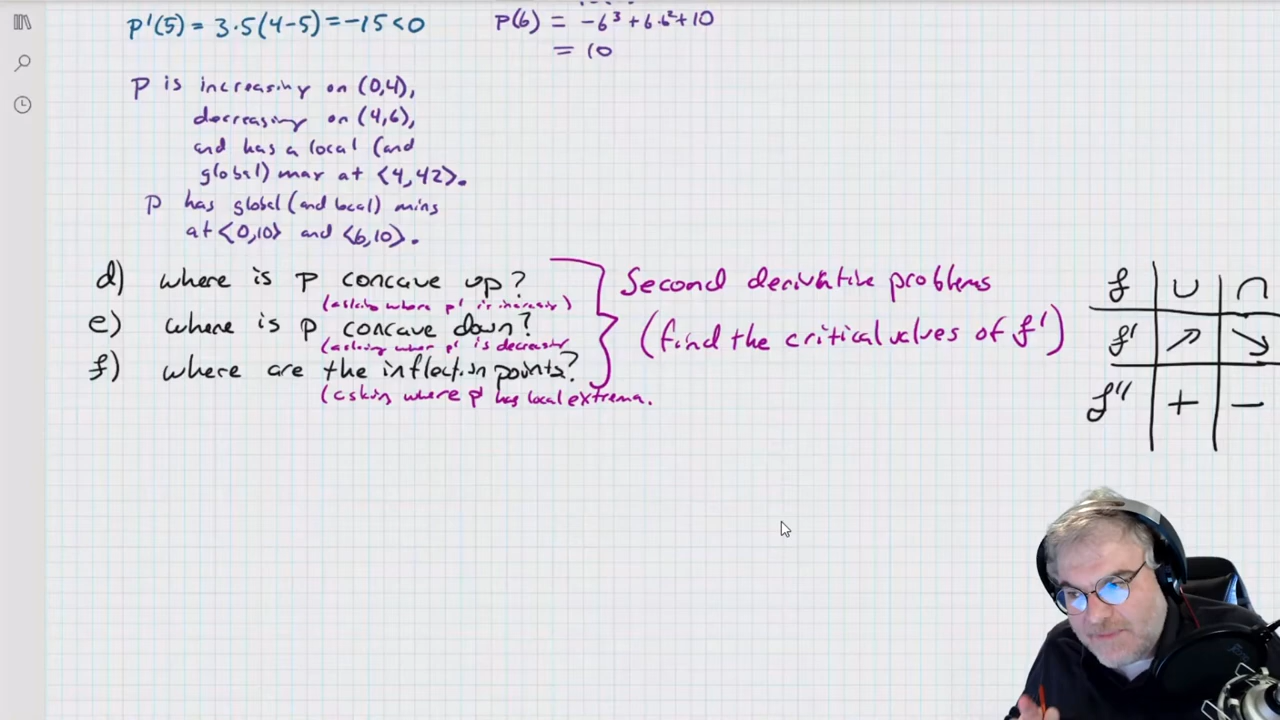 p'(5) = 3·5(4-5) = -15 < 0
p(6) = -6³ + 6·6² + 10
= 10
P is increasing on (0,4),
decreasing on (4,6),
and has a local (and
global) max at <4,42>.
P has global (and local) mins
at <0,10> and <6,10>.
d) where is p concave up?
(asking where p' is increasing)
e) where is p concave down?
(asking where p' is decreasing
f) where are the inflection points?
(asking where p' has local extrema.
Second derivative problems
(find the critical values of f')
f ∪ ∩
f' ↗ ↘
f'' + −